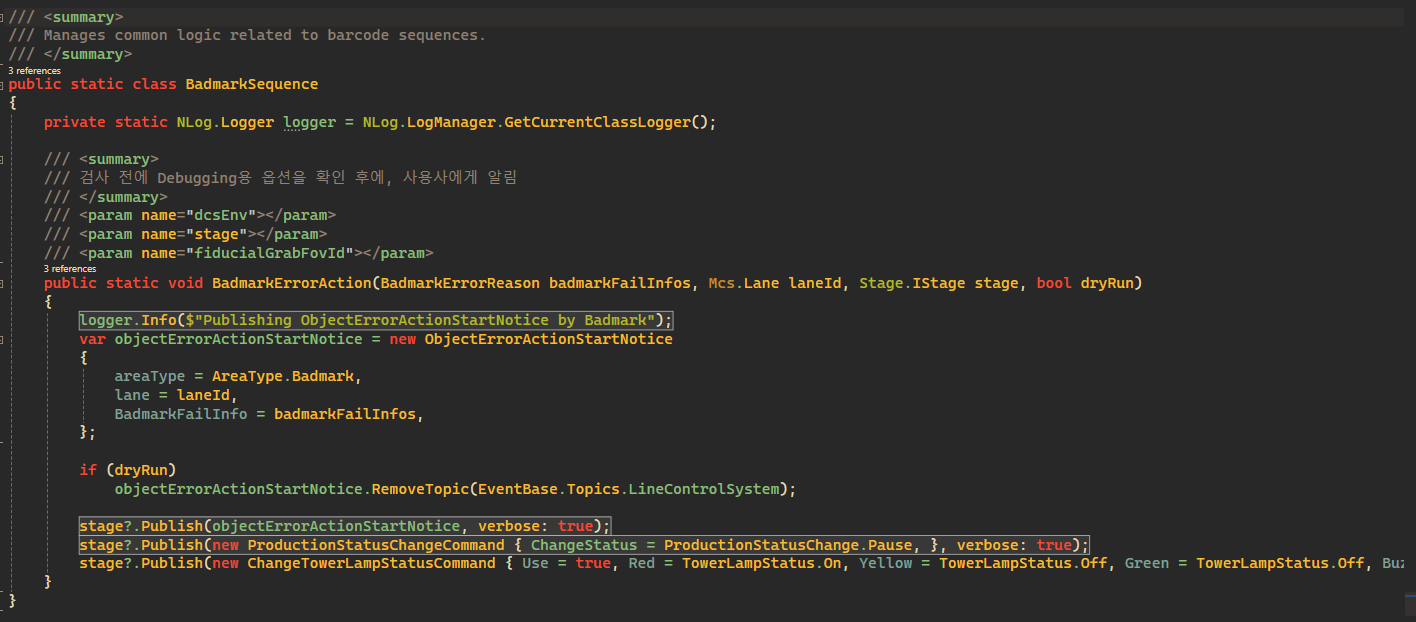 /// <summary>
/// Manages common logic related to barcode sequences.
/// </summary>
3 references
public static class BadmarkSequence
{
private static NLog.Logger logger = NLog.LogManager.GetCurrentClassLogger();
/// <summary>
/// 검사 전에 Debugging용 옵션을 확인 후에, 사용사에게 알림
/// </summary>
/// <param name="dcsEnv"></param>
/// <param name="stage"></param>
/// <param name="fiducialGrabFovId"></param>
3 references
public static void BadmarkErrorAction(BadmarkErrorReason badmarkFailInfos, Mcs.Lane laneId, Stage.IStage stage, bool dryRun)
{
logger.Info($"Publishing ObjectErrorActionStartNotice by Badmark");
var objectErrorActionStartNotice = new ObjectErrorActionStartNotice
{
areaType = AreaType.Badmark,
lane = laneId,
BadmarkFailInfo = badmarkFailInfos,
};
if (dryRun)
objectErrorActionStartNotice.RemoveTopic(EventBase.Topics.LineControlSystem);
stage?.Publish(objectErrorActionStartNotice, verbose: true);
stage?.Publish(new ProductionStatusChangeCommand { ChangeStatus = ProductionStatusChange.Pause, }, verbose: true);
stage?.Publish(new ChangeTowerLampStatusCommand { Use = true, Red = TowerLampStatus.On, Yellow = TowerLampStatus.Off, Green = TowerLampStatus.Off, Buz
}
}